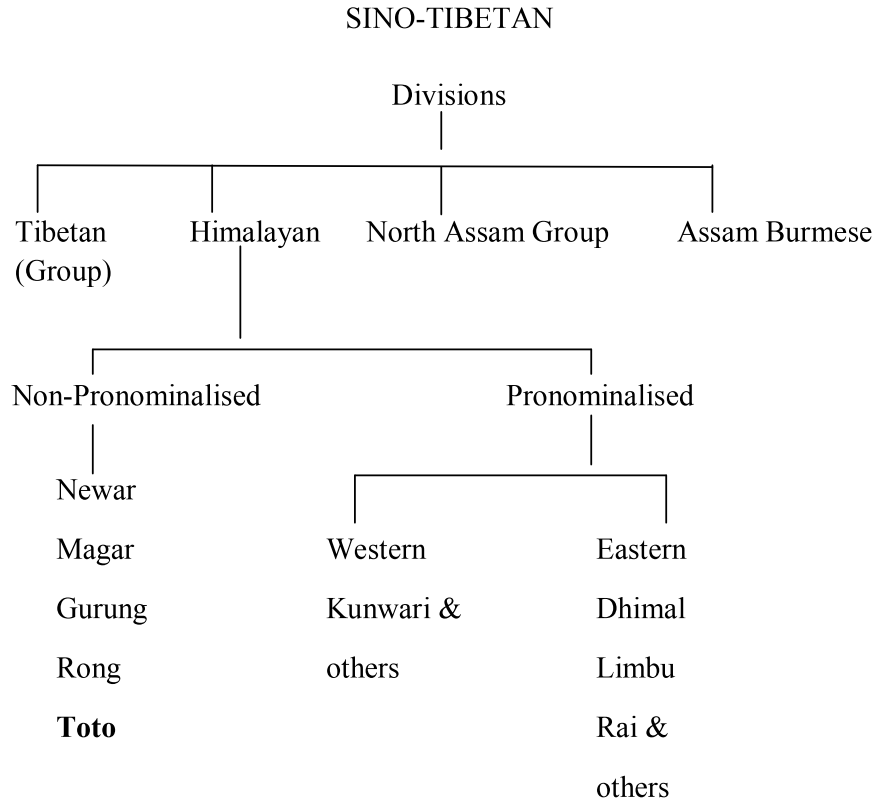 SINO-TIBETAN
Divisions
Tibetan
(Group)
Himalayan
North Assam Group
Assam Burmese
Non-Pronominalised
Pronominalised
Newar
Magar
Gurung
Rong
Toto
Western
Kunwari &
others
Eastern
Dhimal
Limbu
Rai &
others